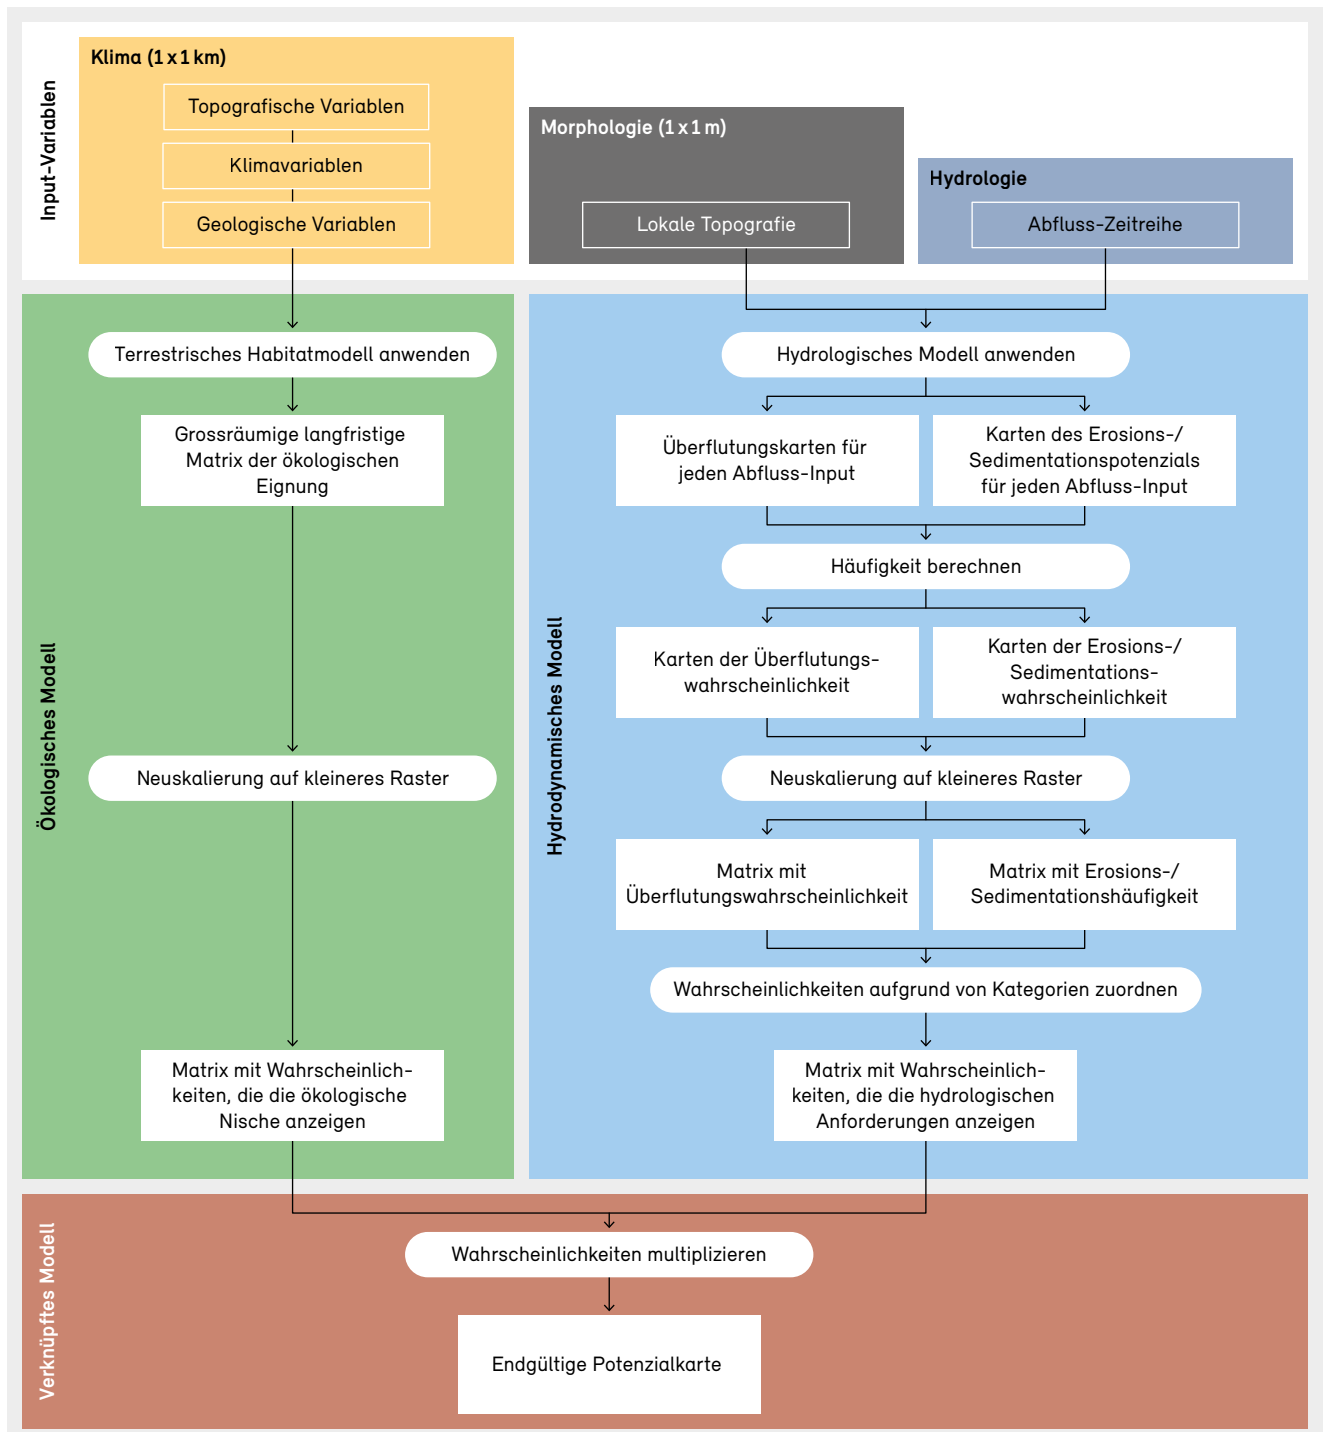 Input-Variablen
Klima (1 x 1 km)
Topografische Variablen
Klimavariablen
Geologische Variablen
Morphologie (1 x 1 m)
Lokale Topografie
Hydrologie
Abfluss-Zeitreihe
Ökologisches Modell
Terrestrisches Habitatmodell anwenden
Grossräumige langfristige
Matrix der ökologischen
Eignung
Neuskalierung auf kleineres Raster
Matrix mit Wahrscheinlich-
keiten, die die ökologische
Nische anzeigen
Hydrodynamisches Modell
Hydrologisches Modell anwenden
Überflutungskarten für
jeden Abfluss-Input
Karten des Erosions-/
Sedimentationspotenzials
für jeden Abfluss-Input
Häufigkeit berechnen
Karten der Überflutungs-
wahrscheinlichkeit
Karten der Erosions-/
Sedimentations-
wahrscheinlichkeit
Neuskalierung auf kleineres Raster
Matrix mit
Überflutungswahrscheinlichkeit
Matrix mit Erosions-/
Sedimentationshäufigkeit
Wahrscheinlichkeiten aufgrund von Kategorien zuordnen
Matrix mit Wahrscheinlich-
keiten, die die hydrologischen
Anforderungen anzeigen
Verknüpftes Modell
Wahrscheinlichkeiten multiplizieren
Endgültige Potenzialkarte